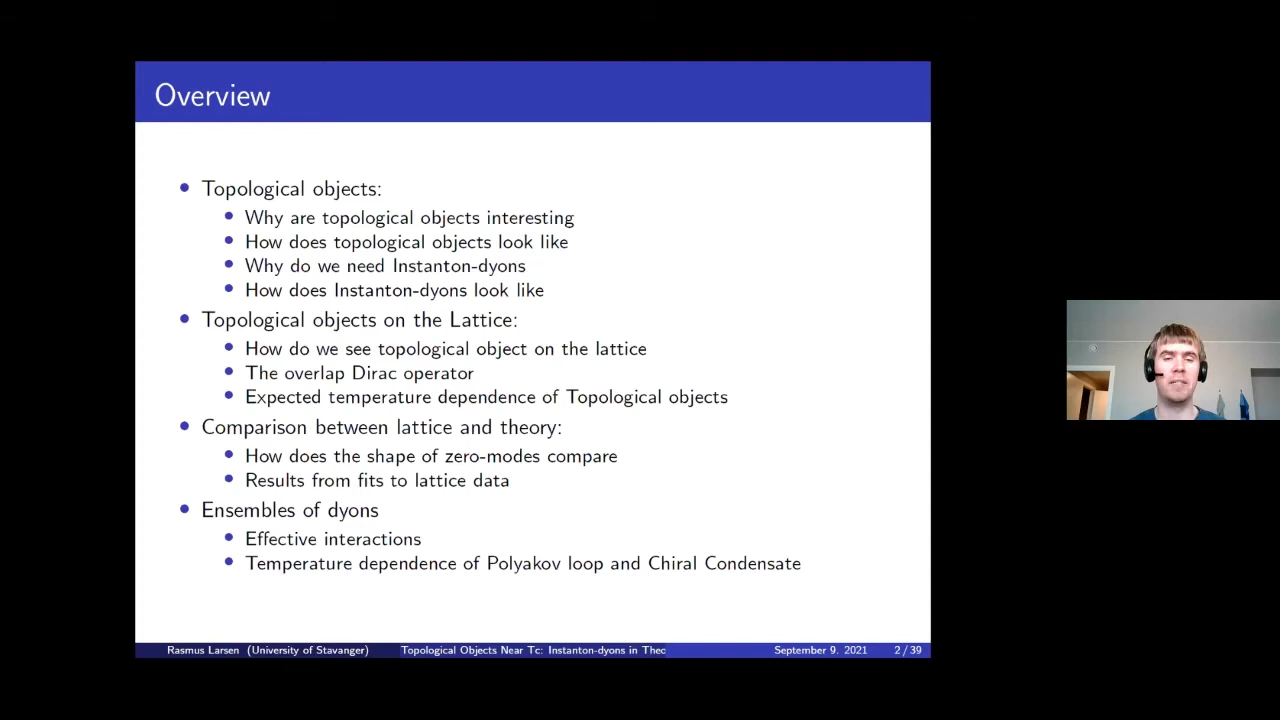 Overview
Topological objects:
Why are topological objects interesting
How does topological objects look like
Why do we need Instanton-dyons
How does Instanton-dyons look like
Topological objects on the Lattice:
How do we see topological object on the lattice
The overlap Dirac operator
Expected temperature dependence of Topological objects
Comparison between lattice and theory:
How does the shape of zero-modes compare
Results from fits to lattice data
Ensembles of dyons
Effective interactions
Temperature dependence of Polyakov loop and Chiral Condensate
Rasmus Larsen (University of Stavanger) Topological Objects Near Tc: Instanton-dyons in Theo September 9, 2021 2 / 39